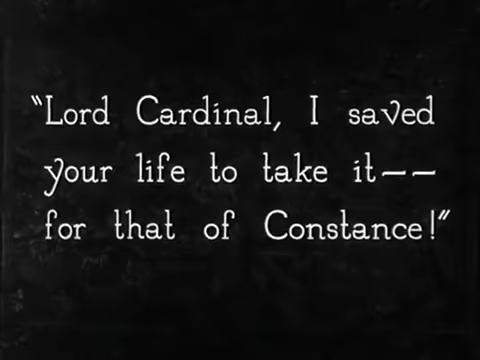 “Lord Cardinal, I saved
your life to take it——
for that of Constance!”